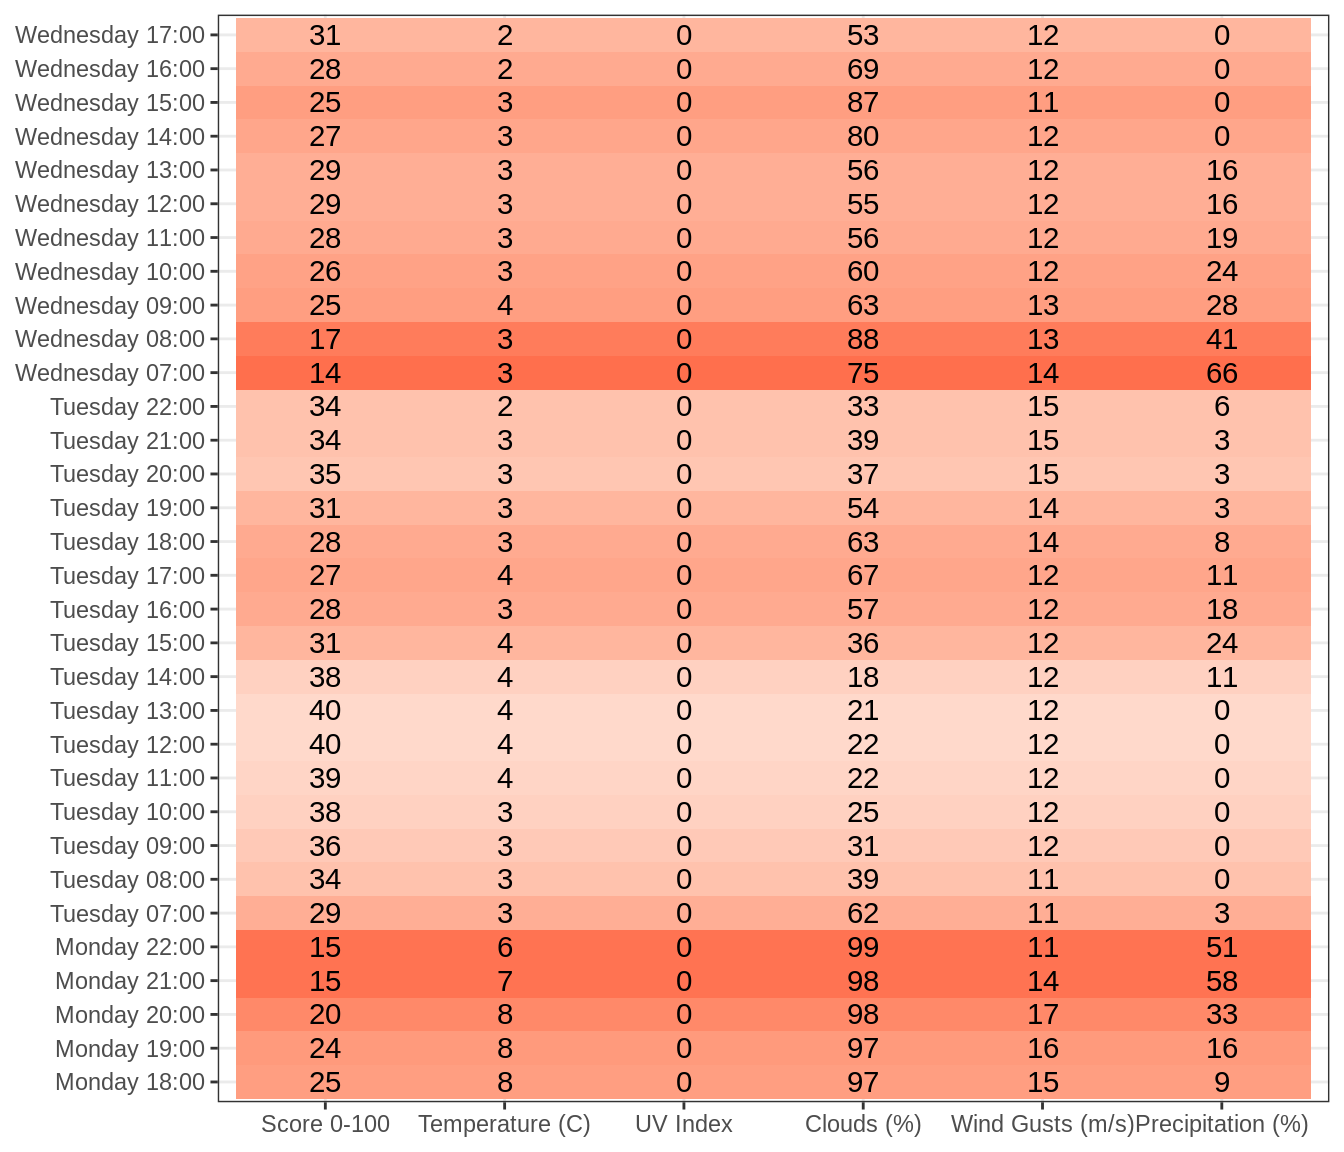 Wednesday 17:00 31 2 0 53 12 0
Wednesday 16:00 28 2 0 69 12 0
Wednesday 15:00 25 3 0 87 11 0
Wednesday 14:00 27 3 0 80 12 0
Wednesday 13:00 29 3 0 56 12 16
Wednesday 12:00 29 3 0 55 12 16
Wednesday 11:00 28 3 0 56 12 19
Wednesday 10:00 26 3 0 60 12 24
Wednesday 09:00 25 4 0 63 13 28
Wednesday 08:00 17 3 0 88 13 41
Wednesday 07:00 14 3 0 75 14 66
Tuesday 22:00 34 2 0 33 15 6
Tuesday 21:00 34 3 0 39 15 3
Tuesday 20:00 35 3 0 37 15 3
Tuesday 19:00 31 3 0 54 14 3
Tuesday 18:00 28 3 0 63 14 8
Tuesday 17:00 27 4 0 67 12 11
Tuesday 16:00 28 3 0 57 12 18
Tuesday 15:00 31 4 0 36 12 24
Tuesday 14:00 38 4 0 18 12 11
Tuesday 13:00 40 4 0 21 12 0
Tuesday 12:00 40 4 0 22 12 0
Tuesday 11:00 39 4 0 22 12 0
Tuesday 10:00 38 3 0 25 12 0
Tuesday 09:00 36 3 0 31 12 0
Tuesday 08:00 34 3 0 39 11 0
Tuesday 07:00 29 3 0 62 11 3
Monday 22:00 15 6 0 99 11 51
Monday 21:00 15 7 0 98 14 58
Monday 20:00 20 8 0 98 17 33
Monday 19:00 24 8 0 97 16 16
Monday 18:00 25 8 0 97 15 9
Score 0-100 Temperature (C) UV Index Clouds (%) Wind Gusts (m/s) Precipitation (%)